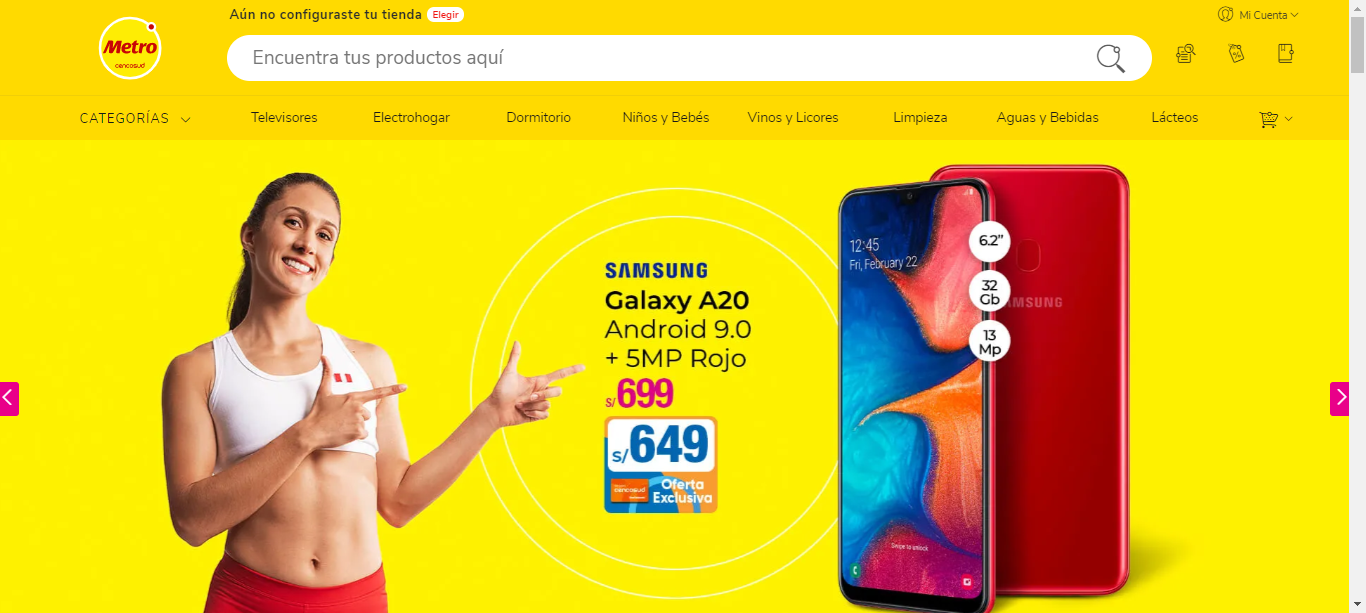 Aún no configuraste tu tienda Elegir
Mi Cuenta
Metro
cencosud
Encuentra tus productos aquí
CATEGORÍAS
Televisores
Electrohogar
Dormitorio
Niños y Bebés
Vinos y Licores
Limpieza
Aguas y Bebidas
Lácteos
SAMSUNG
Galaxy A20
Android 9.0
+ 5MP Rojo
S/699
S/649
cencosud
Oferta
Exclusiva
12:45
Fri, February 22
Swipe to unlock
6.2”
32
Gb
13
Mp
AMSUNG